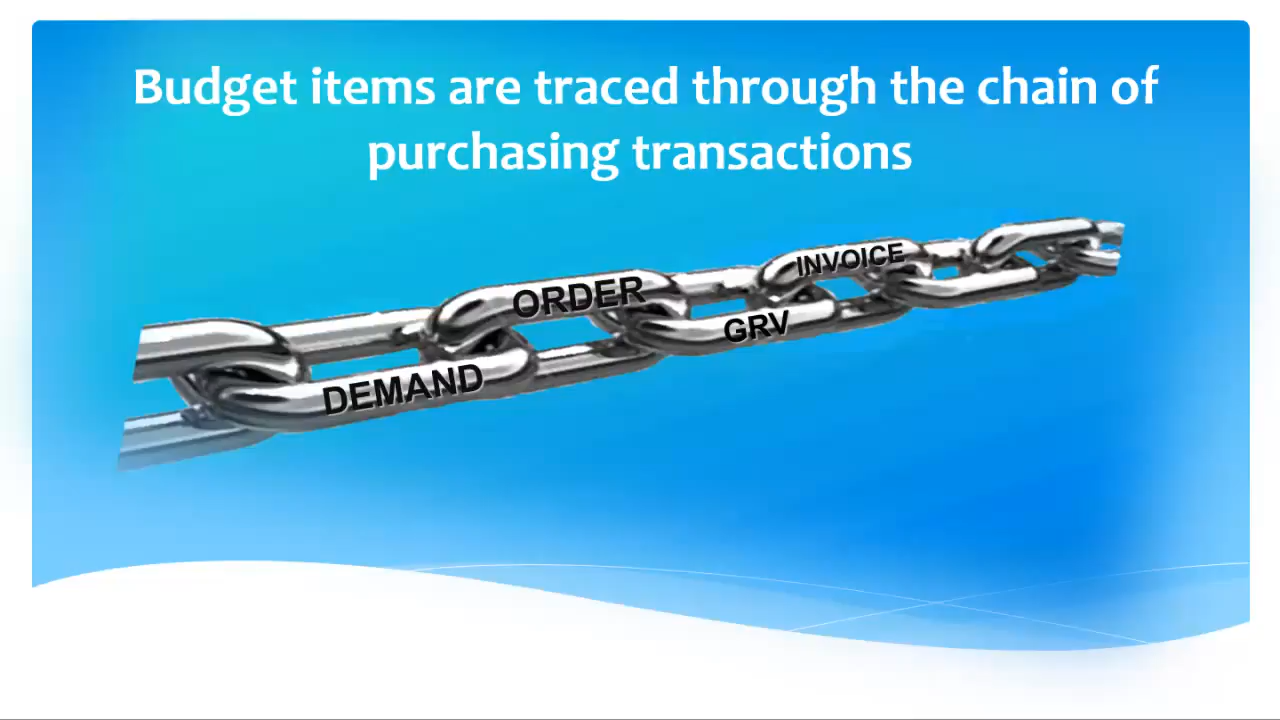 Budget items are traced through the chain of
purchasing transactions
DEMAND
ORDER
GRV
INVOICE